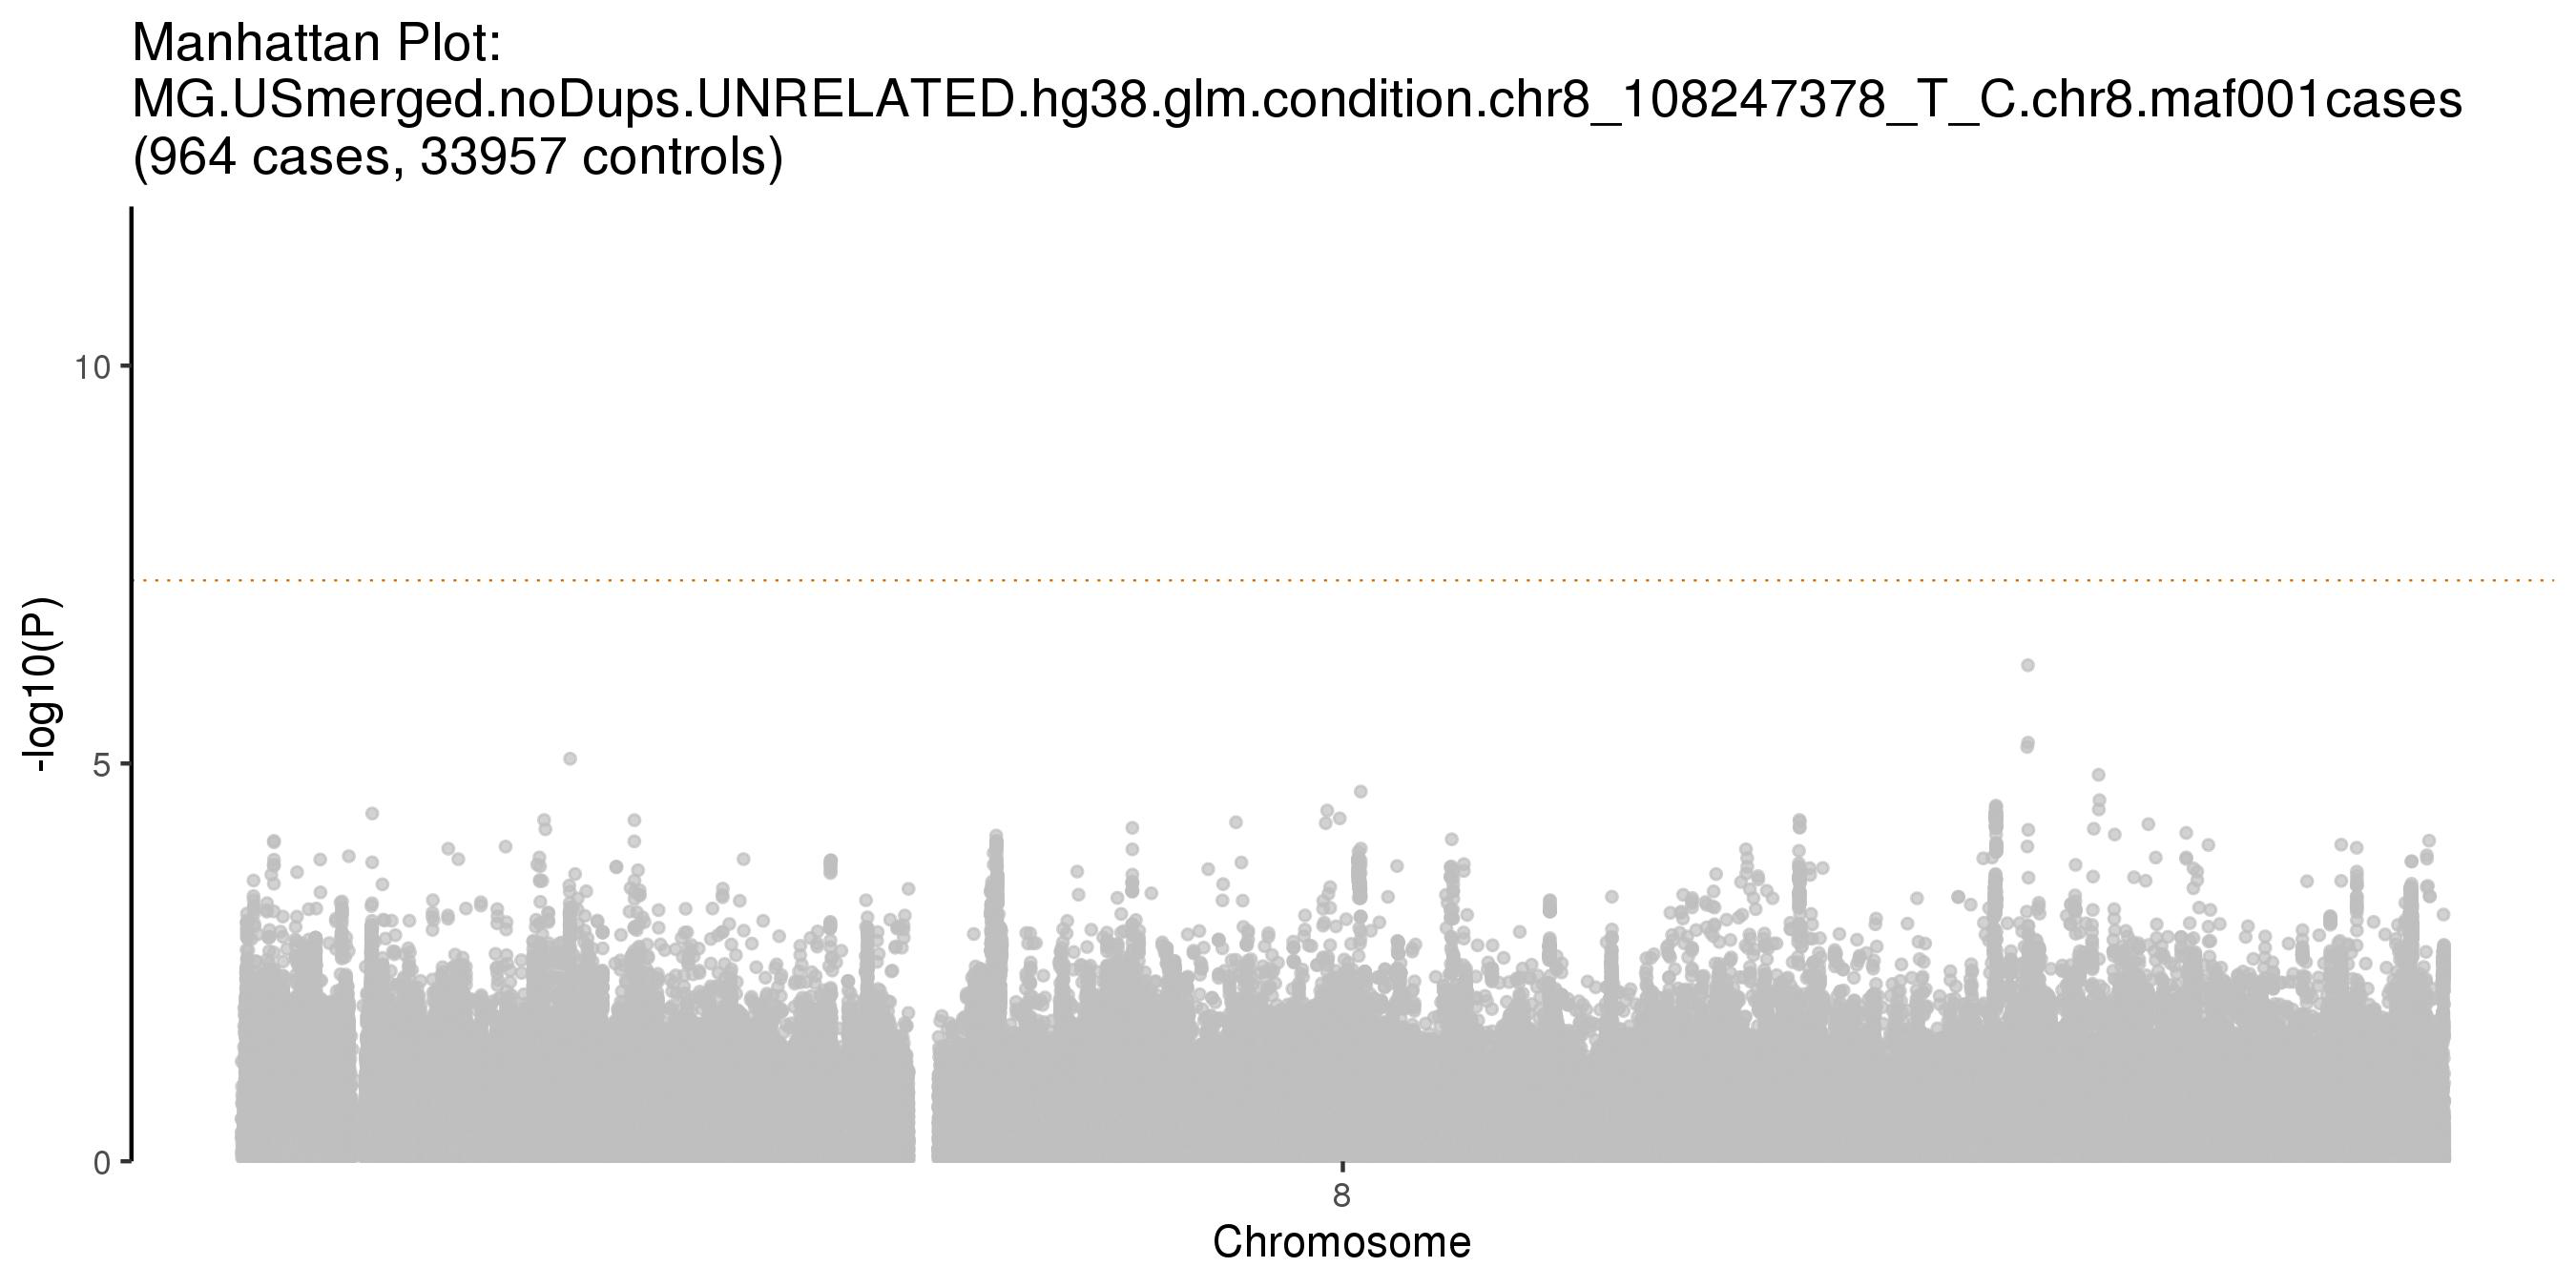 Manhattan Plot:
MG.USmerged.noDups.UNRELATED.hg38.glm.condition.chr8_108247378_T_C.chr8.maf001cases
(964 cases, 33957 controls)
10
5
0
-log10(P)
8
Chromosome